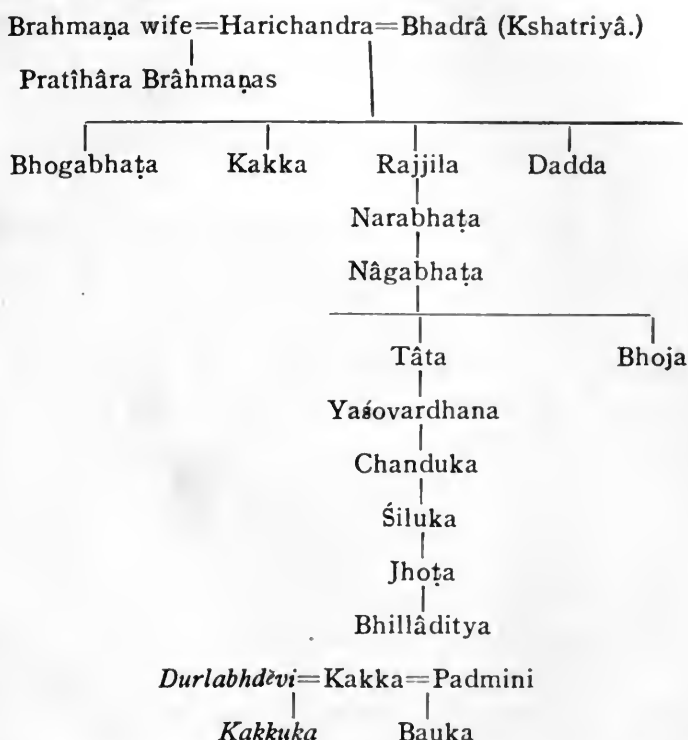 Brahmaṇa wife=Harichandra=Bhadrâ (Kshatriyâ.)
Pratîhâra Brâhmaṇas
Bhogabhaṭa Kakka Rajjila Dadda
Narabhaṭa
Nâgabhaṭa
Tâta Bhoja
Yaśovardhana
Chanduka
Śiluka
Jhoṭa
Bhillâditya
Durlabhdèvi=Kakka=Padmini
Kakkuka Bauka